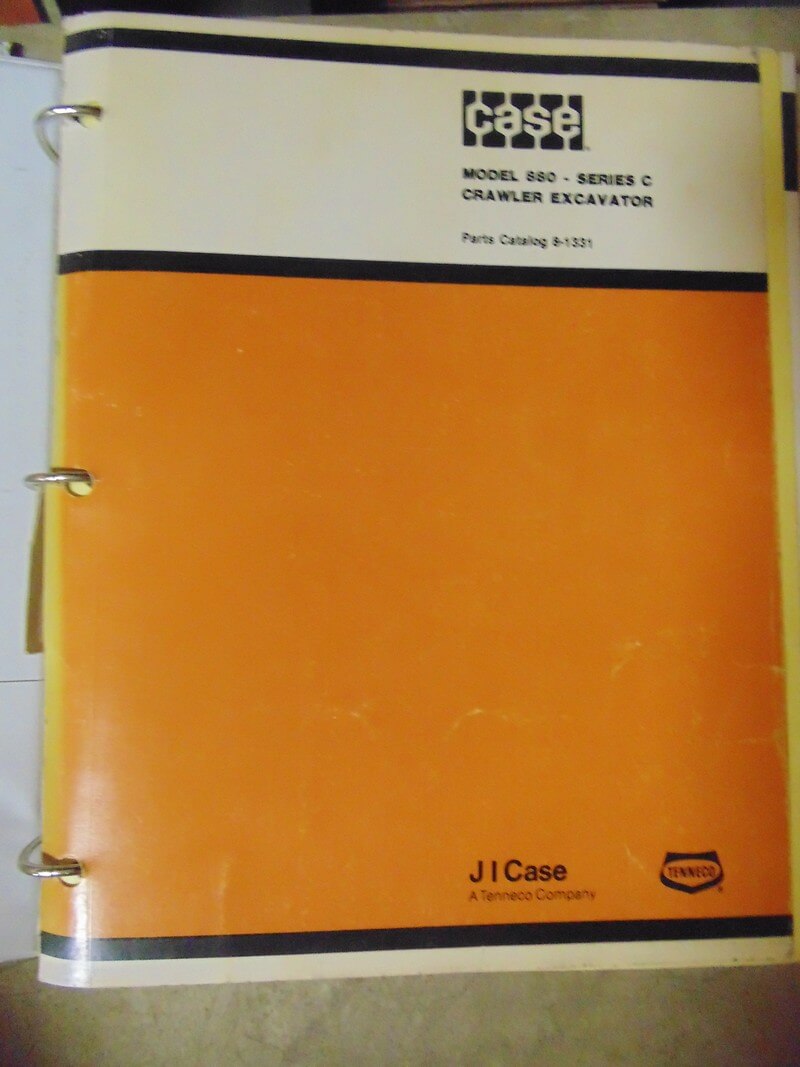 case
MODEL 880 - SERIES C
CRAWLER EXCAVATOR
Parts Catalog 8-1331
J I Case
A Tenneco Company
TENNECO